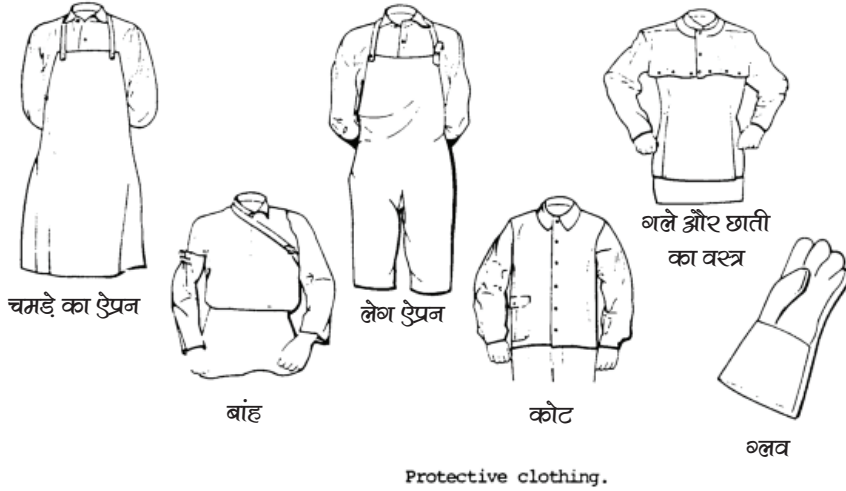 चमड़े का ऐप्रन
बांह
लेग ऐप्रन
कोट
गले और छाती
का वस्त्र
ग्लव
Protective clothing.